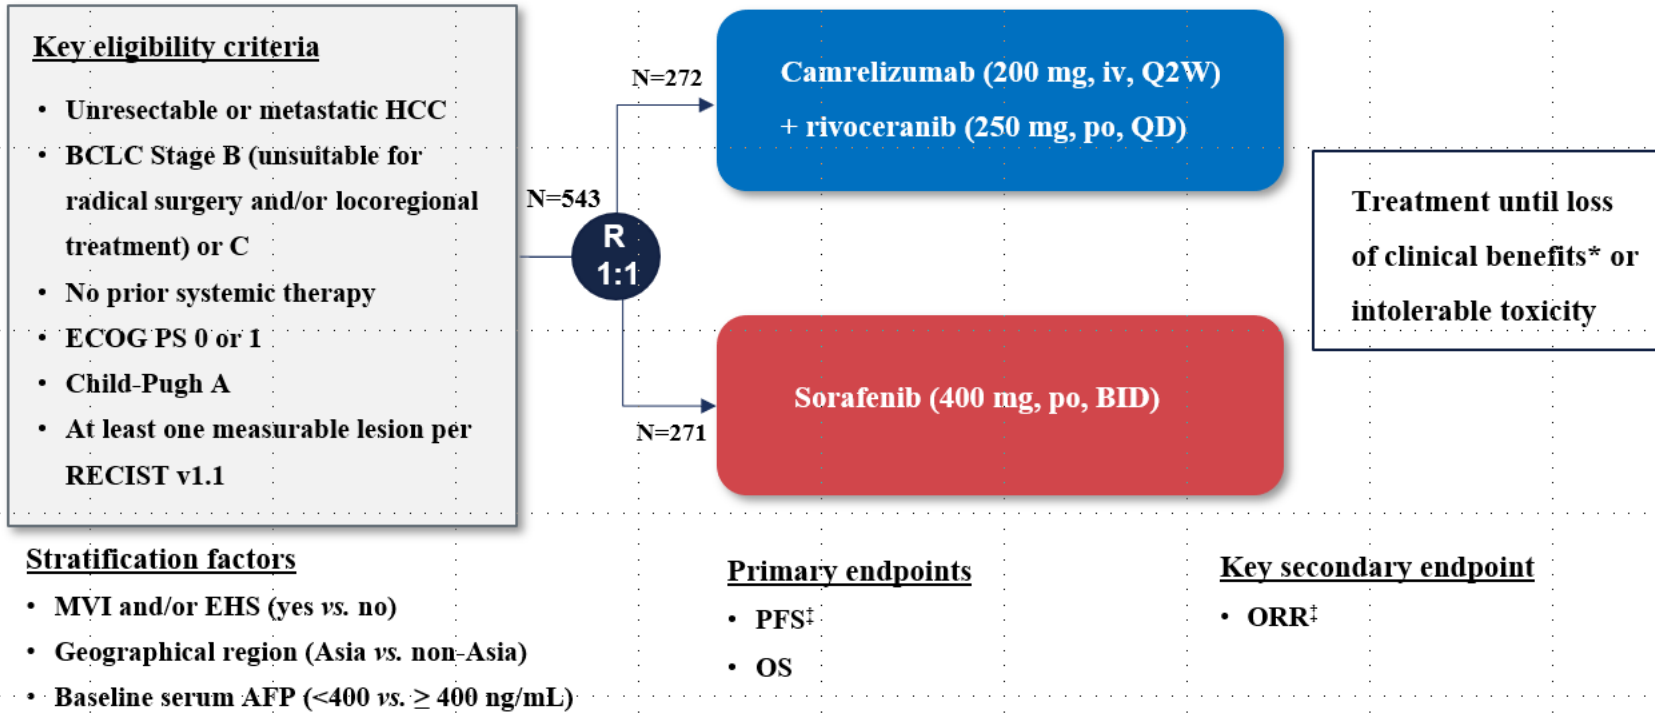 Key eligibility criteria
• Unresectable or metastatic HCC
• BCLC Stage B (unsuitable for
radical surgery and/or locoregional
treatment) or C
• No prior systemic therapy
• ECOG PS 0 or 1
• Child-Pugh A
• At least one measurable lesion per
RECIST v1.1
N=543
R
1:1
N=272
Camrelizumab (200 mg, iv, Q2W)
+ rivoceranib (250 mg, po, QD)
N=271
Sorafenib (400 mg, po, BID)
Treatment until loss
of clinical benefits* or
intolerable toxicity
Stratification factors
• MVI and/or EHS (yes vs. no)
• Geographical region (Asia vs. non-Asia)
• Baseline serum AFP (<400 vs. ≥ 400 ng/mL)
Primary endpoints
• PFS‡
• OS
Key secondary endpoint
• ORR‡